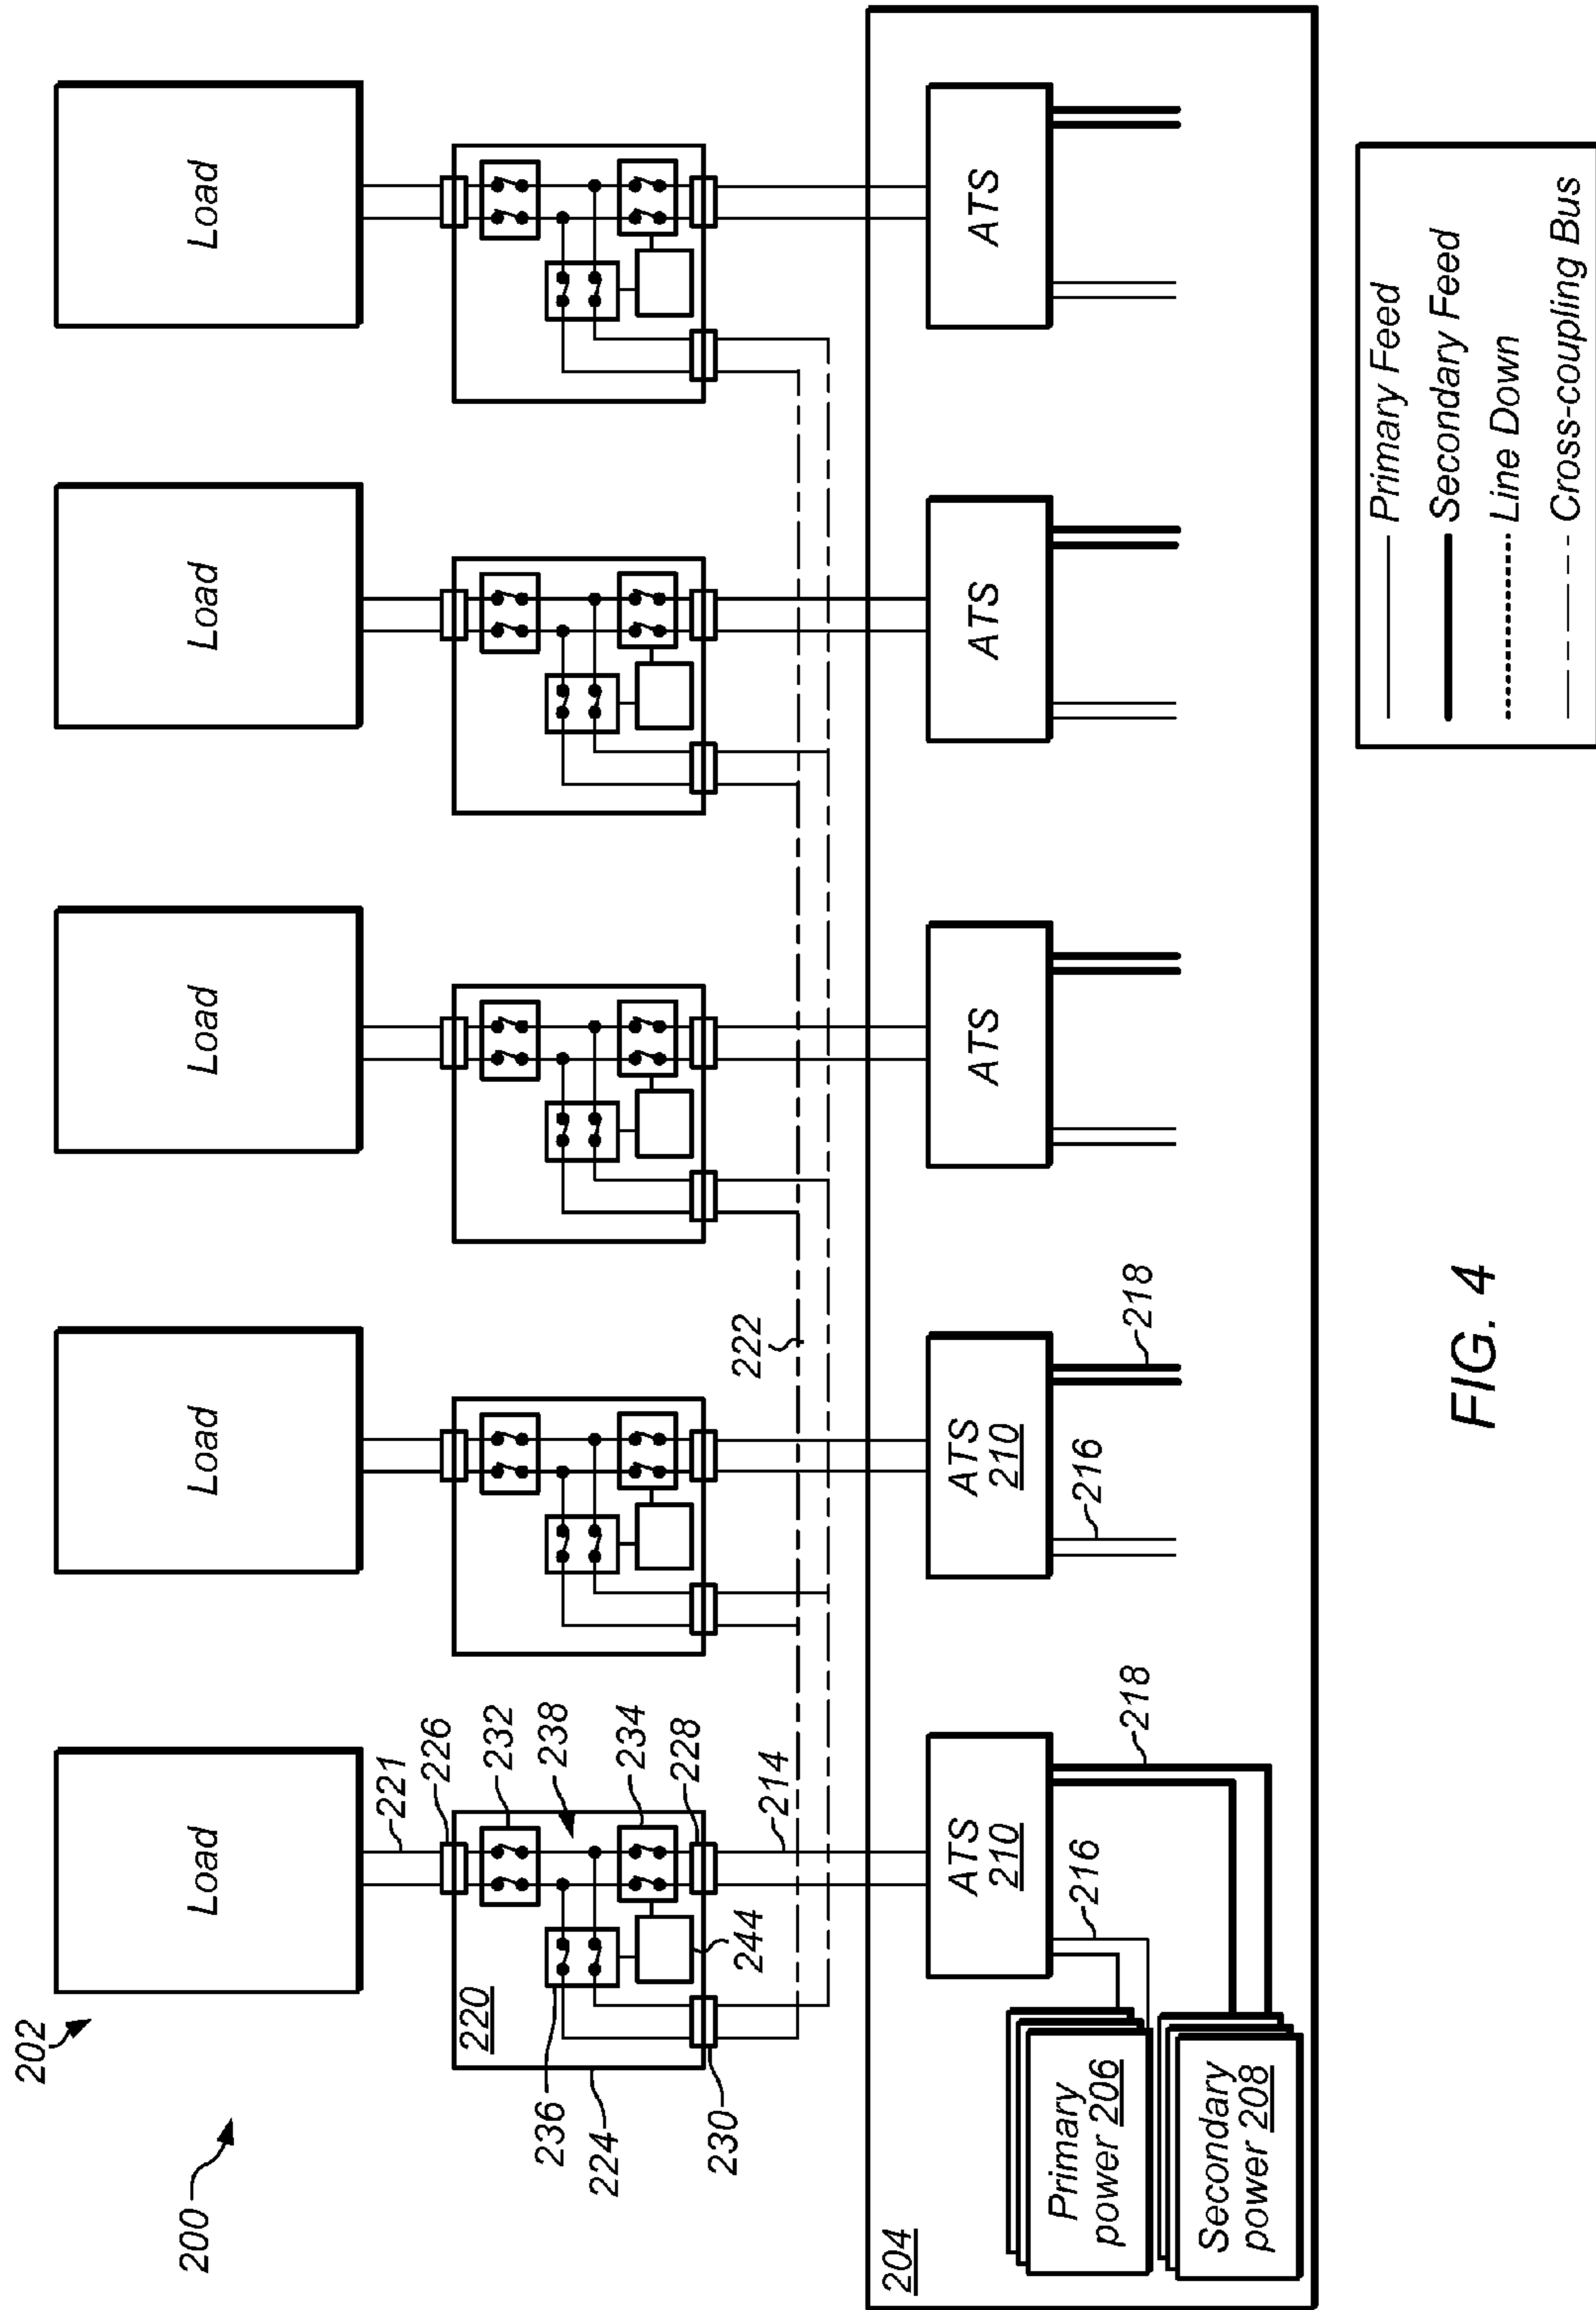 200
202
Load
Load
Load
Load
Load
221
226
220
232
238
236
234
224
244
228
230
214
222
204
ATS
210
ATS
210
ATS
ATS
ATS
216
218
216
218
Primary
power 206
Secondary
power 208
Primary Feed
Secondary Feed
Line Down
Cross-coupling Bus
FIG. 4